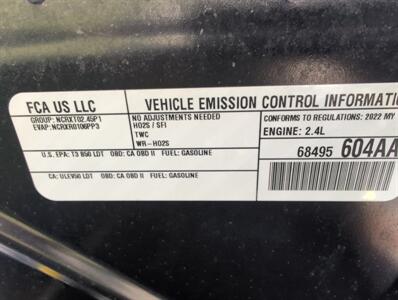 FCA US LLC
VEHICLE EMISSION CONTROL INFORMATION
GROUP: NCRXT02.45P1
EVAP: NCRXR0106PP3
NO ADJUSTMENTS NEEDED
HO2S / SFI
TWC
WR-HO2S
CONFORMS TO REGULATIONS: 2022 MY
ENGINE: 2.4L
68495 604AA
U.S. EPA: T3 B50 LDT OBD: CA OBD II FUEL: GASOLINE
CA: ULEV50 LDT OBD: CA OBD II FUEL: GASOLINE